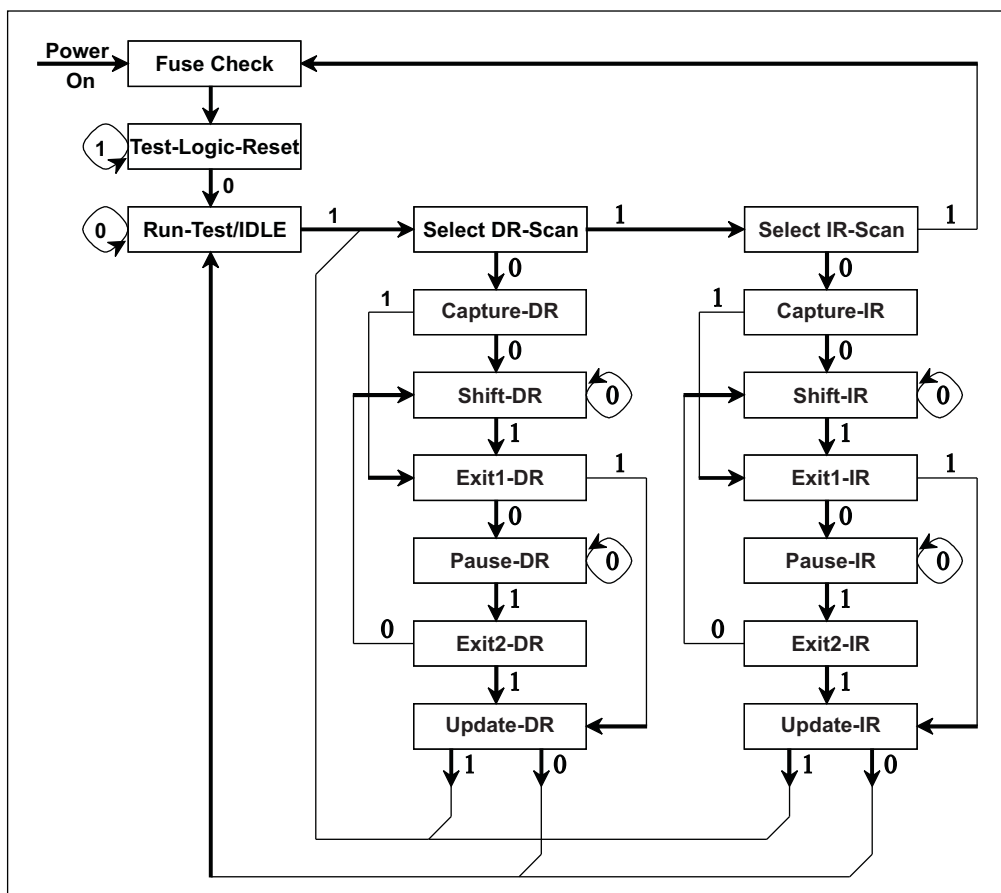 Power
On
Fuse Check
1
Test-Logic-Reset
0
0
Run-Test/IDLE
1
Select DR-Scan
1
Select IR-Scan
1
0
0
1
Capture-DR
1
Capture-IR
0
0
Shift-DR
0
Shift-IR
0
1
1
Exit1-DR
1
Exit1-IR
1
0
0
Pause-DR
0
Pause-IR
0
1
1
0
Exit2-DR
0
Exit2-IR
1
1
Update-DR
Update-IR
1
0
1
0